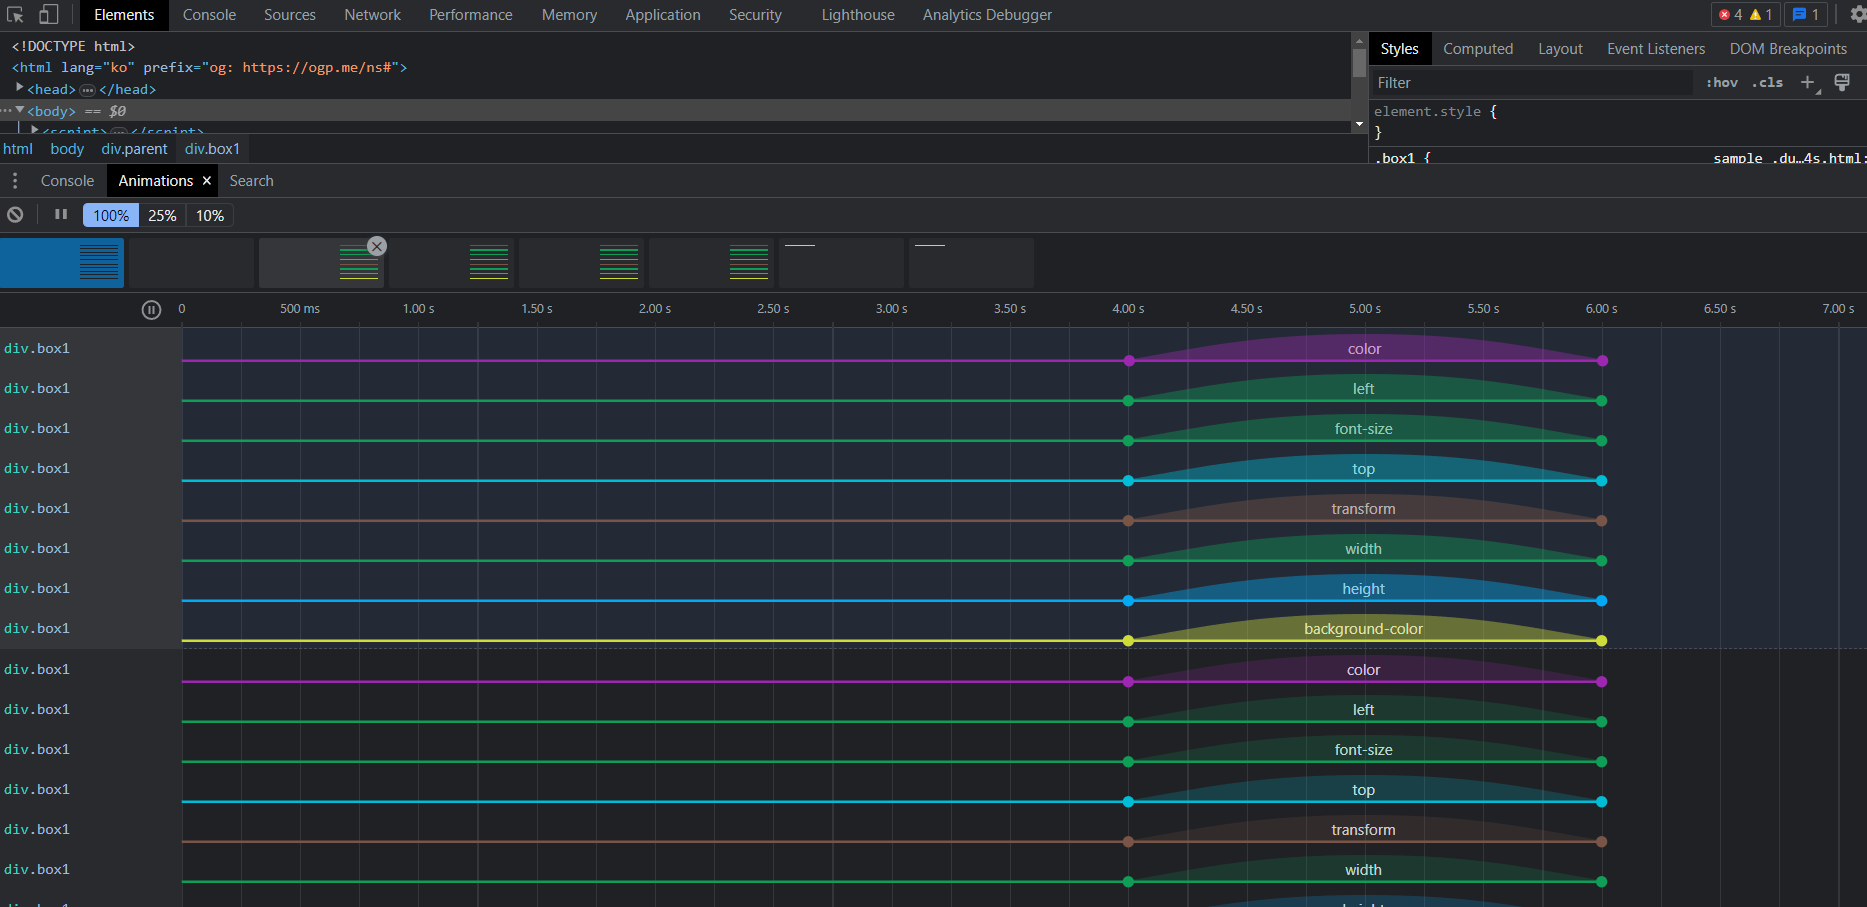 Elements Console Sources Network Performance Memory Application Security Lighthouse Analytics Debugger 4 1 1
<!DOCTYPE html>
<html lang="ko" prefix="og: https://ogp.me/ns#">
<head> … </head>
… <body> == $0
<script> … </script>
html body div.parent div.box1
Styles Computed Layout Event Listeners DOM Breakpoints
Filter :hov .cls +
element.style {
}
.box1 { sample .du…4s.html:
Console Animations × Search
100% 25% 10%
0 500 ms 1.00 s 1.50 s 2.00 s 2.50 s 3.00 s 3.50 s 4.00 s 4.50 s 5.00 s 5.50 s 6.00 s 6.50 s 7.00 s
div.box1 color
div.box1 left
div.box1 font-size
div.box1 top
div.box1 transform
div.box1 width
div.box1 height
div.box1 background-color
div.box1 color
div.box1 left
div.box1 font-size
div.box1 top
div.box1 transform
div.box1 width